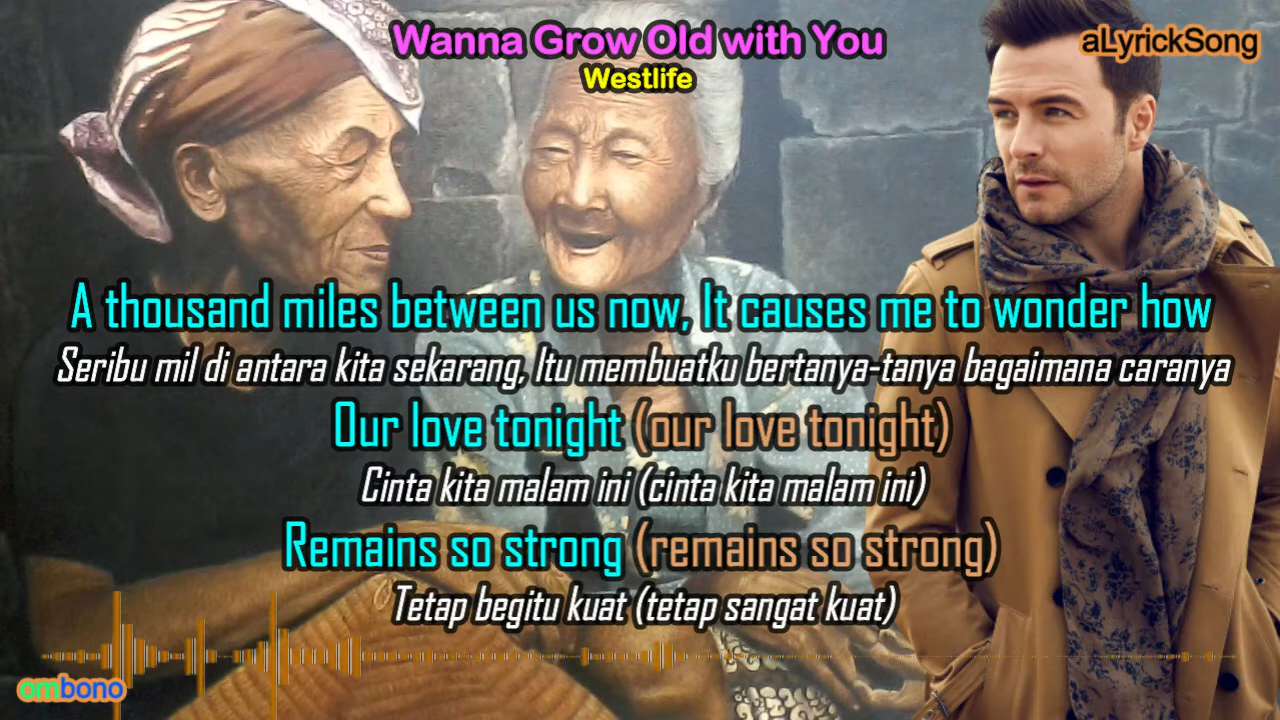 Wanna Grow Old with You
aLyrickSong
Westlife
A thousand miles between us now, It causes me to wonder how
Seribu mil di antara kita sekarang, Itu membuatku bertanya-tanya bagaimana caranya
Our love tonight (our love tonight)
Cinta kita malam ini (cinta kita malam ini)
Remains so strong (remains so strong)
Tetap begitu kuat (tetap sangat kuat)
ombono